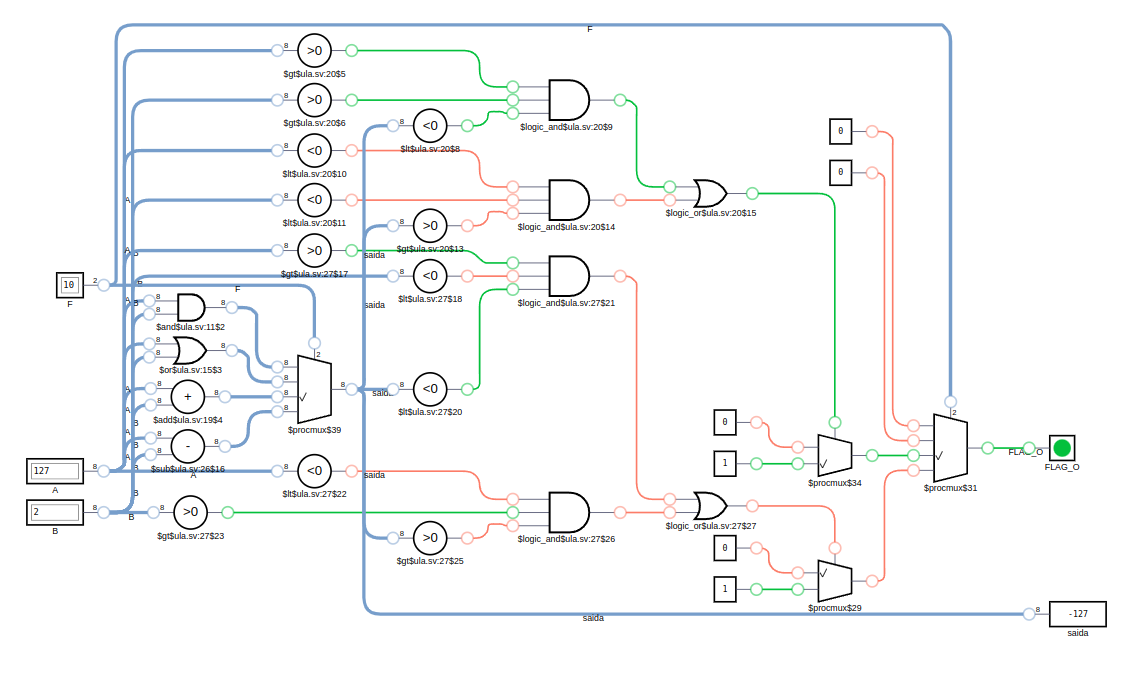 F
8
>0
$gt$ula.sv:20$5
8
>0
$gt$ula.sv:20$6
8
<0
$lt$ula.sv:20$8
$logic_and$ula.sv:20$9
0
8
<0
$lt$ula.sv:20$10
0
A
8
<0
$lt$ula.sv:20$11
$logic_and$ula.sv:20$14
$logic_or$ula.sv:20$15
8
>0
$gt$ula.sv:20$13
A
B
8
>0
$gt$ula.sv:27$17
saida
8
<0
$lt$ula.sv:27$18
$logic_and$ula.sv:27$21
10
F
2
B
F
A
B
8
8
8
$and$ula.sv:11$2
saida
8
8
8
$or$ula.sv:15$3
2
8
8
✓
8
8
8
$procmux$39
A
8
8
+
8
$add$ula.sv:19$4
saida
8
<0
$lt$ula.sv:27$20
A
B
A
B
8
8
-
8
$sub$ula.sv:26$16
A
B
127
A
8
A
8
<0
$lt$ula.sv:27$22
saida
0
1
✓
$procmux$34
2
✓
$procmux$31
FLAG_O
FLAG_O
B
2
B
8
B
8
>0
$gt$ula.sv:27$23
8
>0
$gt$ula.sv:27$25
$logic_and$ula.sv:27$26
$logic_or$ula.sv:27$27
0
1
✓
$procmux$29
saida
8
-127
saida